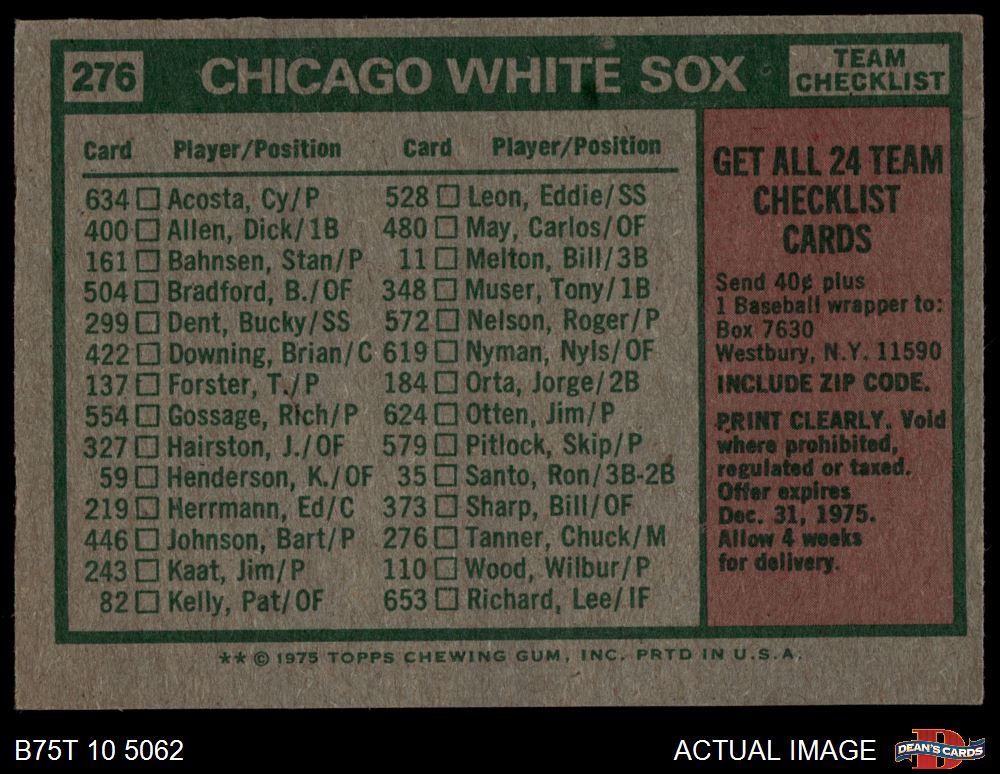 276 CHICAGO WHITE SOX TEAM CHECKLIST
Card Player/Position Card Player/Position
634 Acosta, Cy/P 528 Leon, Eddie/SS
400 Allen, Dick/1B 480 May, Carlos/OF
161 Bahnsen, Stan/P 11 Melton, Bill/3B
504 Bradford, B./OF 348 Muser, Tony/1B
299 Dent, Bucky/SS 572 Nelson, Roger/P
422 Downing, Brian/C 619 Nyman, Nyls/OF
137 Forster, T./P 184 Orta, Jorge/2B
554 Gossage, Rich/P 624 Otten, Jim/P
327 Hairston, J./OF 579 Pitlock, Skip/P
59 Henderson, K./OF 35 Santo, Ron/3B-2B
219 Herrmann, Ed/C 373 Sharp, Bill/OF
446 Johnson, Bart/P 276 Tanner, Chuck/M
243 Kaat, Jim/P 110 Wood, Wilbur/P
82 Kelly, Pat/OF 653 Richard, Lee/IF
GET ALL 24 TEAM
CHECKLIST
CARDS
Send 40¢ plus
1 Baseball wrapper to:
Box 7630
Westbury, N.Y. 11590
INCLUDE ZIP CODE.
PRINT CLEARLY. Void
where prohibited,
regulated or taxed.
Offer expires
Dec. 31, 1975.
Allow 4 weeks
for delivery.
** © 1975 TOPPS CHEWING GUM, INC. PRTD IN U.S.A.
B75T 10 5062 ACTUAL IMAGE D DEAN'S CARDS